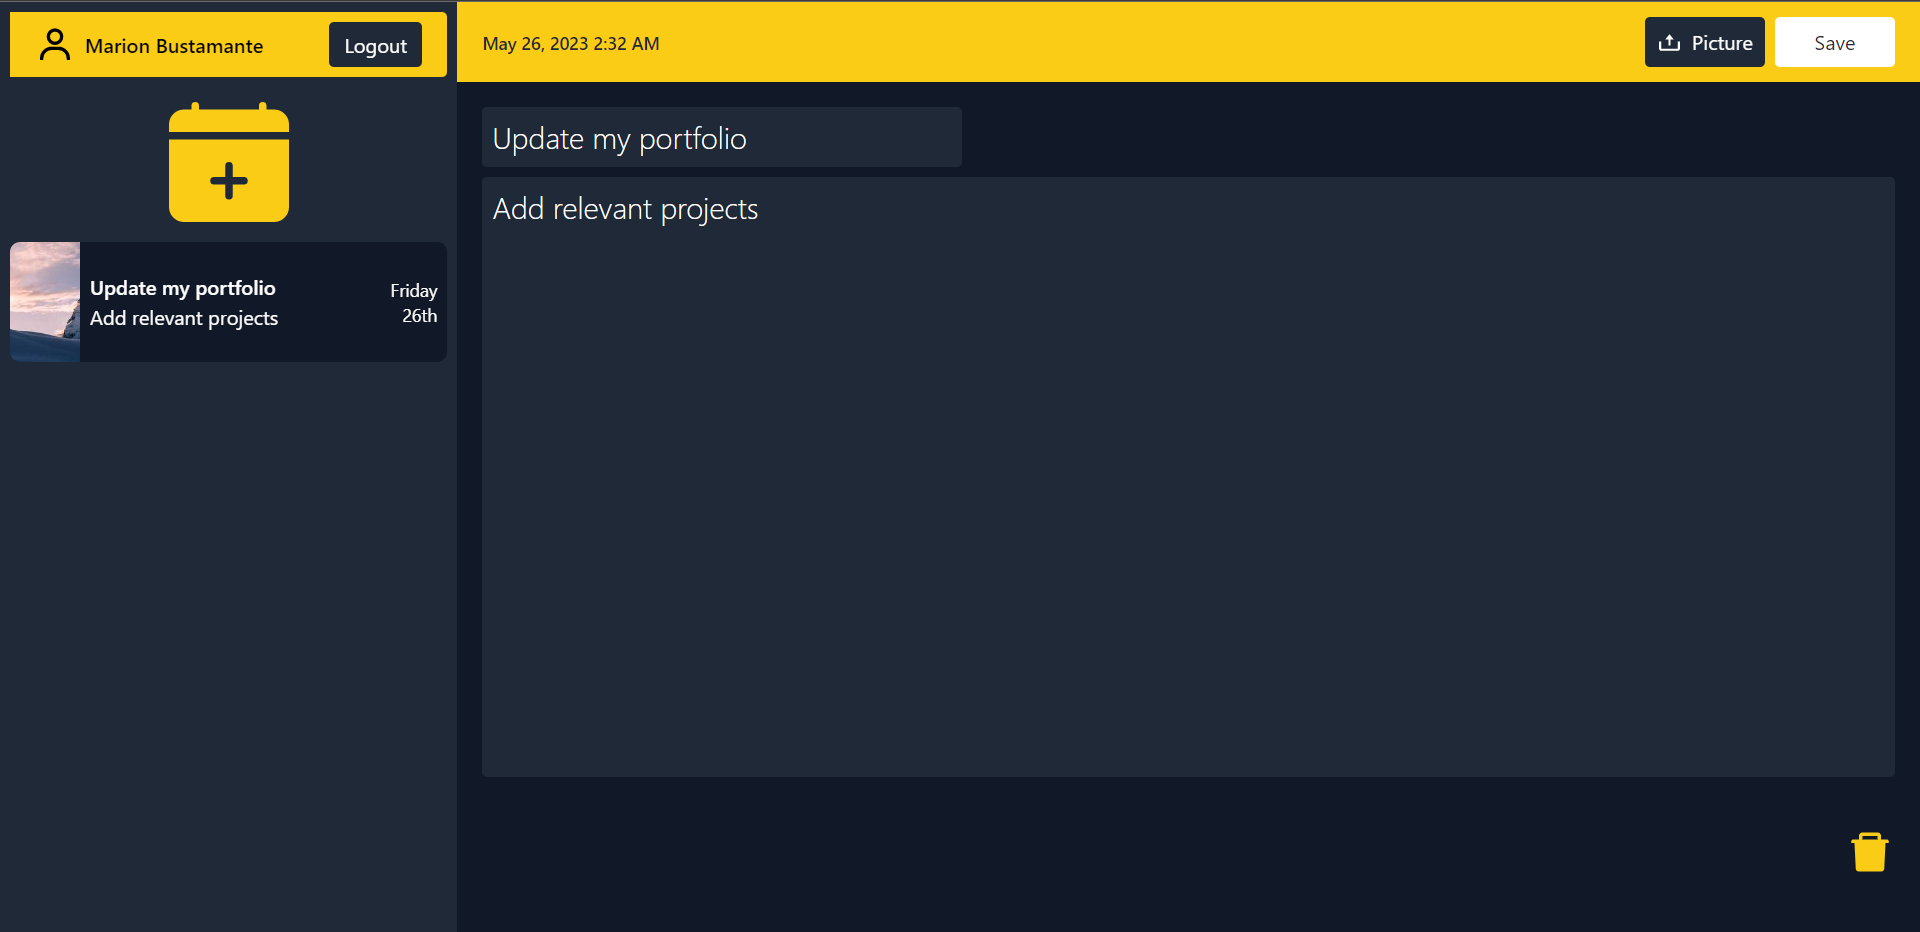 Marion Bustamante
Logout
Update my portfolio
Add relevant projects
Friday
26th
May 26, 2023 2:32 AM
Picture
Save
Update my portfolio
Add relevant projects